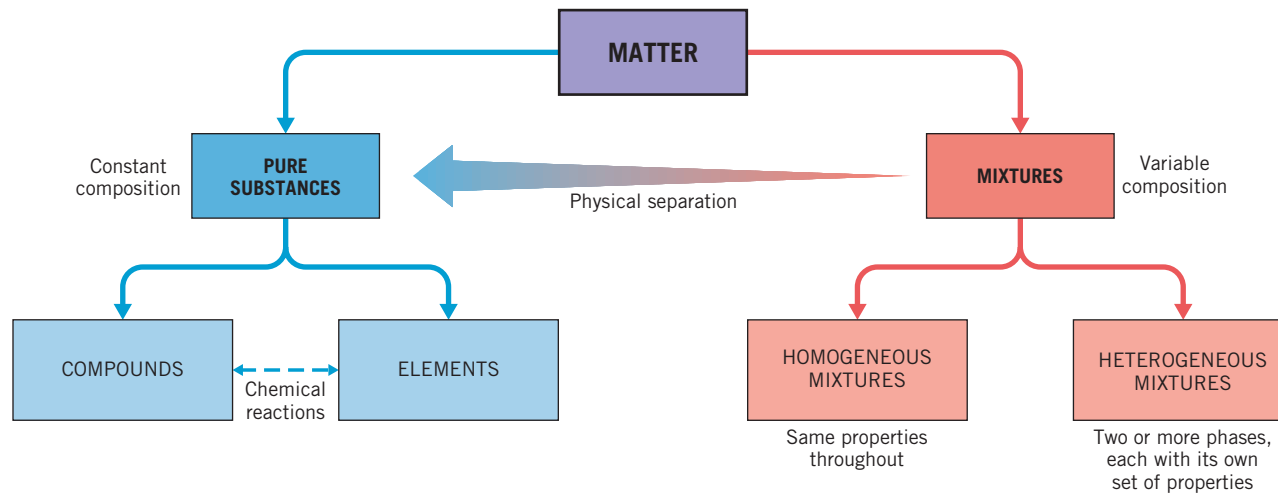 MATTER
Constant
composition
PURE
SUBSTANCES
Physical separation
MIXTURES
Variable
composition
COMPOUNDS
Chemical
reactions
ELEMENTS
HOMOGENEOUS
MIXTURES
HETEROGENEOUS
MIXTURES
Same properties
throughout
Two or more phases,
each with its own
set of properties